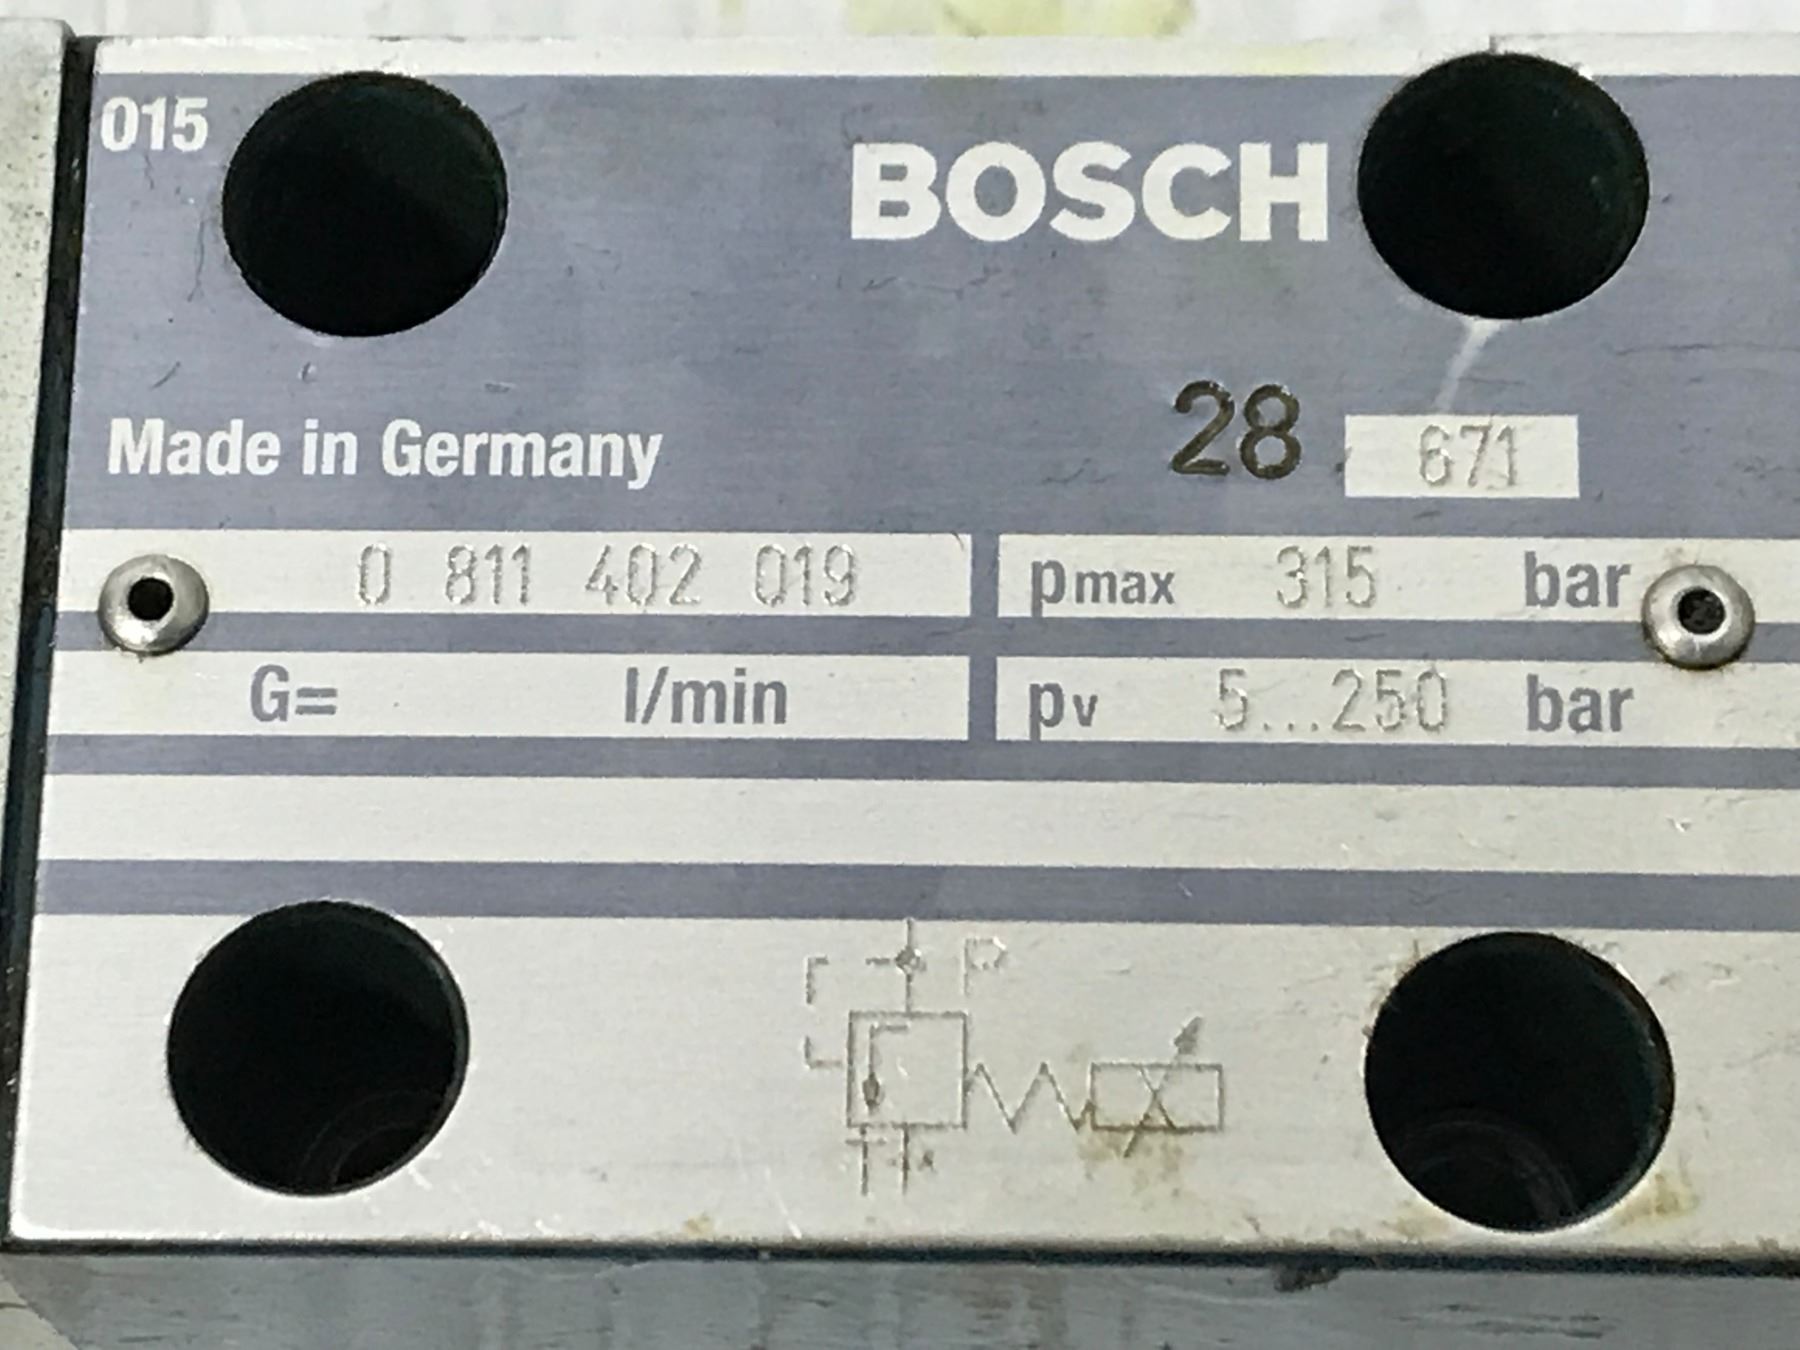 015
BOSCH
Made in Germany
28 671
0 811 402 019
pmax 315 bar
G= l/min
pv 5...250 bar
P
T